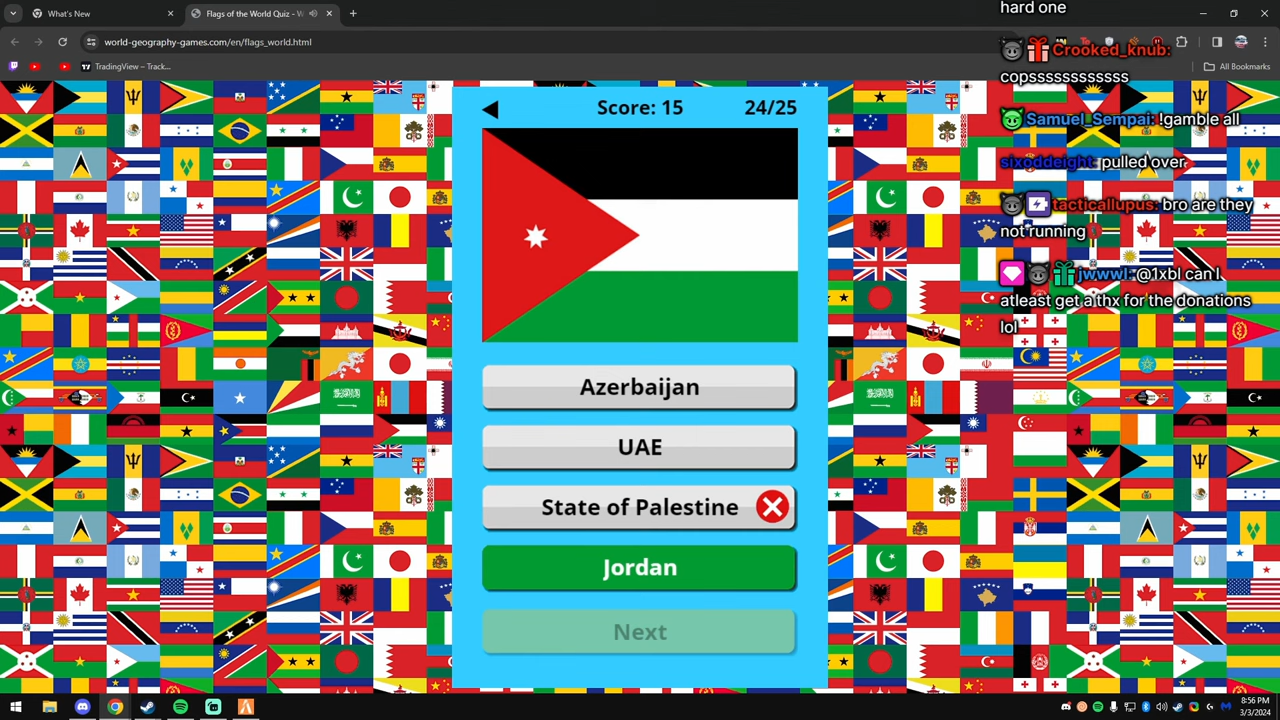 What's New
Flags of the World Quiz - W
world-geography-games.com/en/flags_world.html
TradingView – Track...
All Bookmarks
hard one
Crooked_knub:
copssssssssssss
Samuel_Sempai: !gamble all
sixoddeight: pulled over
tacticallupus: bro are they
not running
jwwwl: @1xbl can I
atleast get a thx for the donations
lol
Score: 15
24/25
Azerbaijan
UAE
State of Palestine
Jordan
Next
8:56 PM
3/3/2024